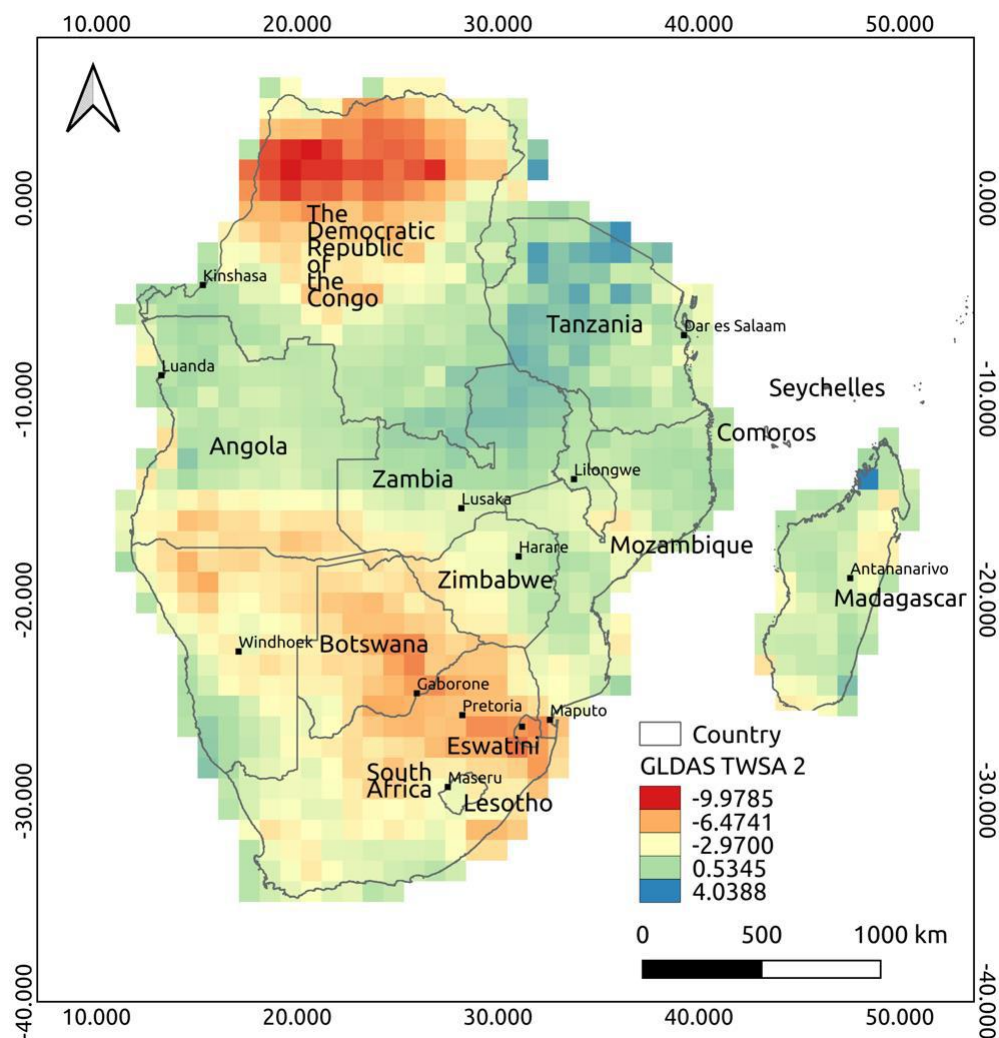 10.000 20.000 30.000 40.000 50.000
0.000
-10.000
-20.000
-30.000
-40.000
0.000
-10.000
-20.000
-30.000
-40.000
The
Democratic
Republic
of
the
Congo
Kinshasa
Tanzania
Dar es Salaam
Luanda
Seychelles
Comoros
Angola
Zambia
Lilongwe
Lusaka
Harare
Mozambique
Zimbabwe
Antananarivo
Madagascar
Windhoek
Botswana
Gaborone
Pretoria
Maputo
Eswatini
South
Africa
Maseru
Lesotho
Country
GLDAS TWSA 2
-9.9785
-6.4741
-2.9700
0.5345
4.0388
0 500 1000 km
10.000 20.000 30.000 40.000 50.000